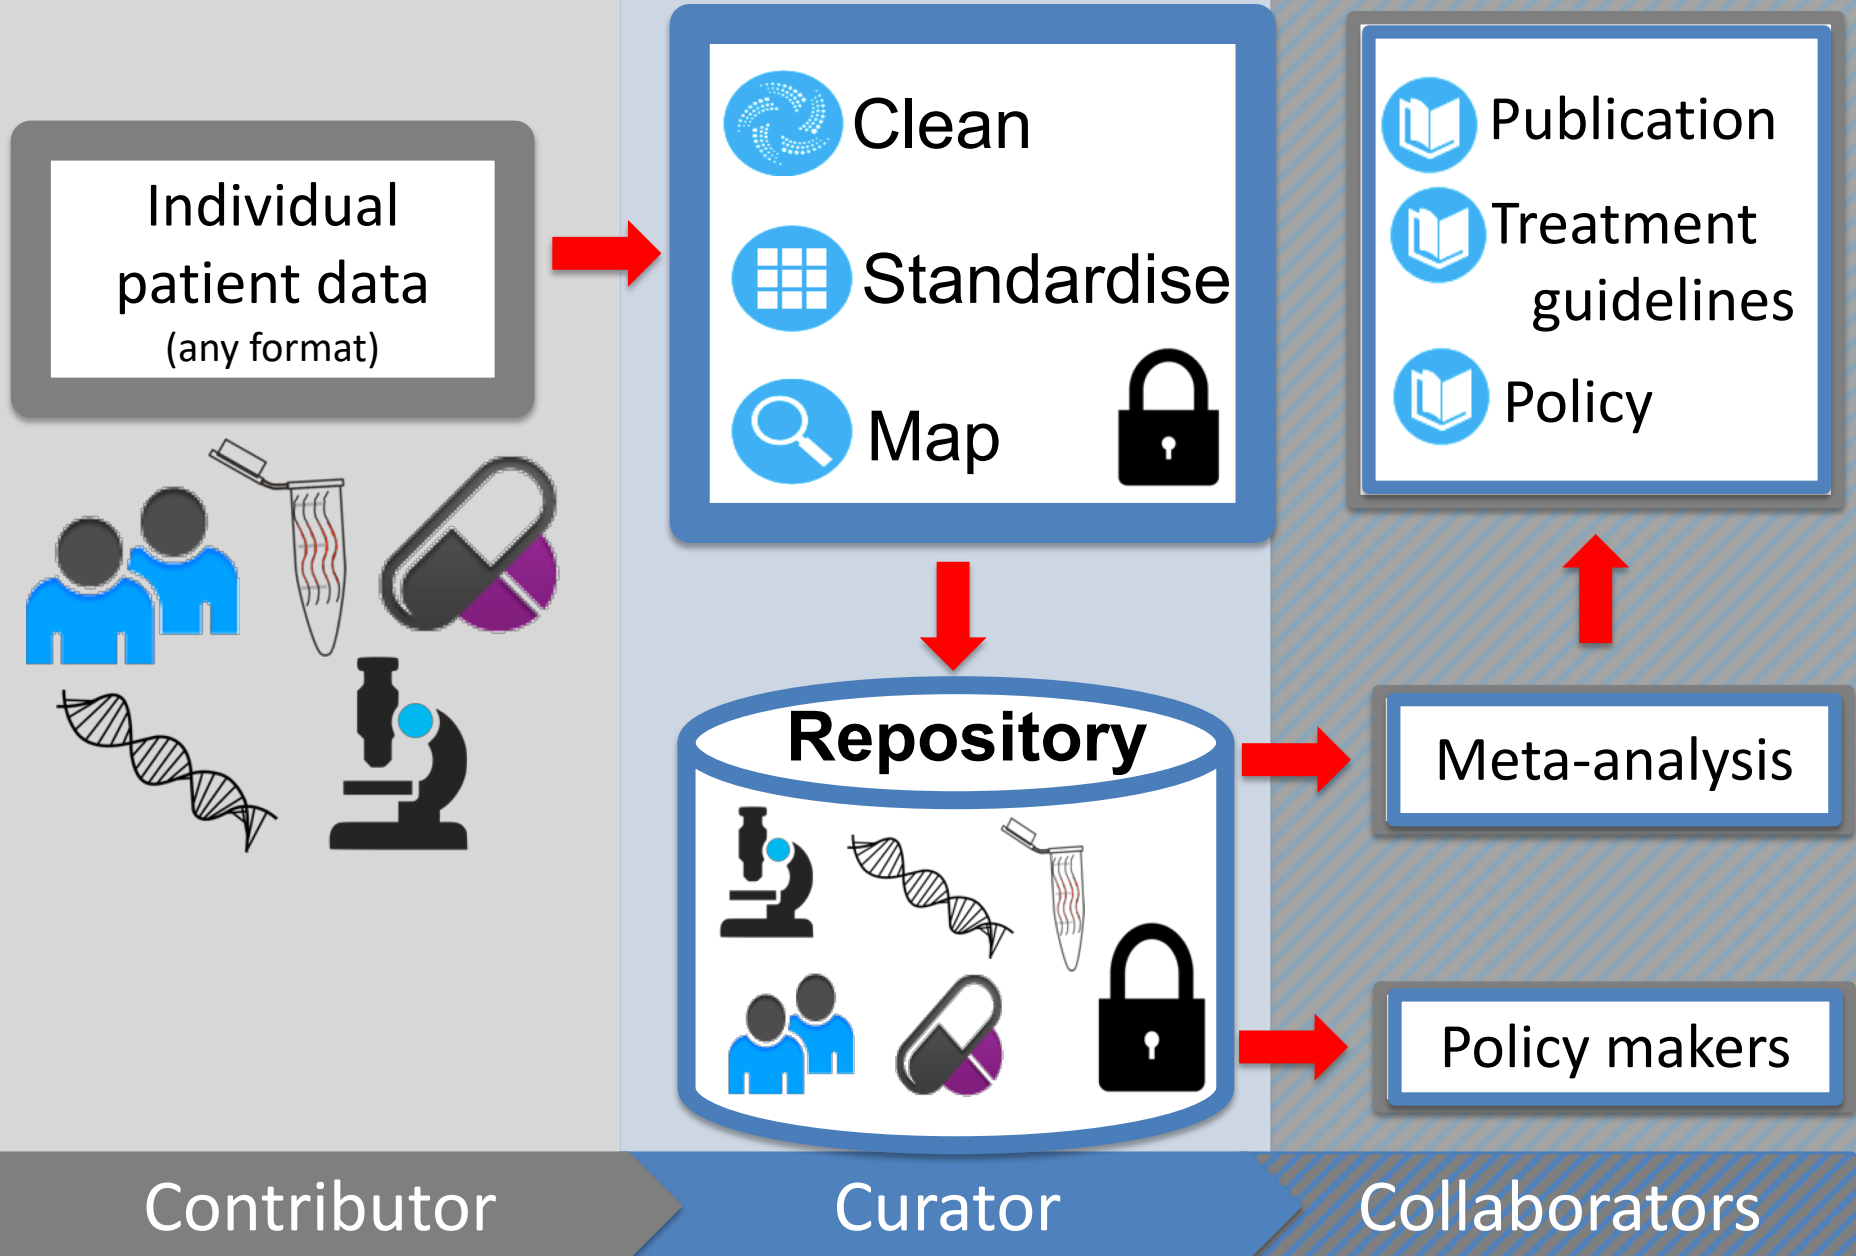 Individual
patient data
(any format)
Clean
Standardise
Map
Publication
Treatment
guidelines
Policy
Repository
Meta-analysis
Policy makers
Contributor
Curator
Collaborators